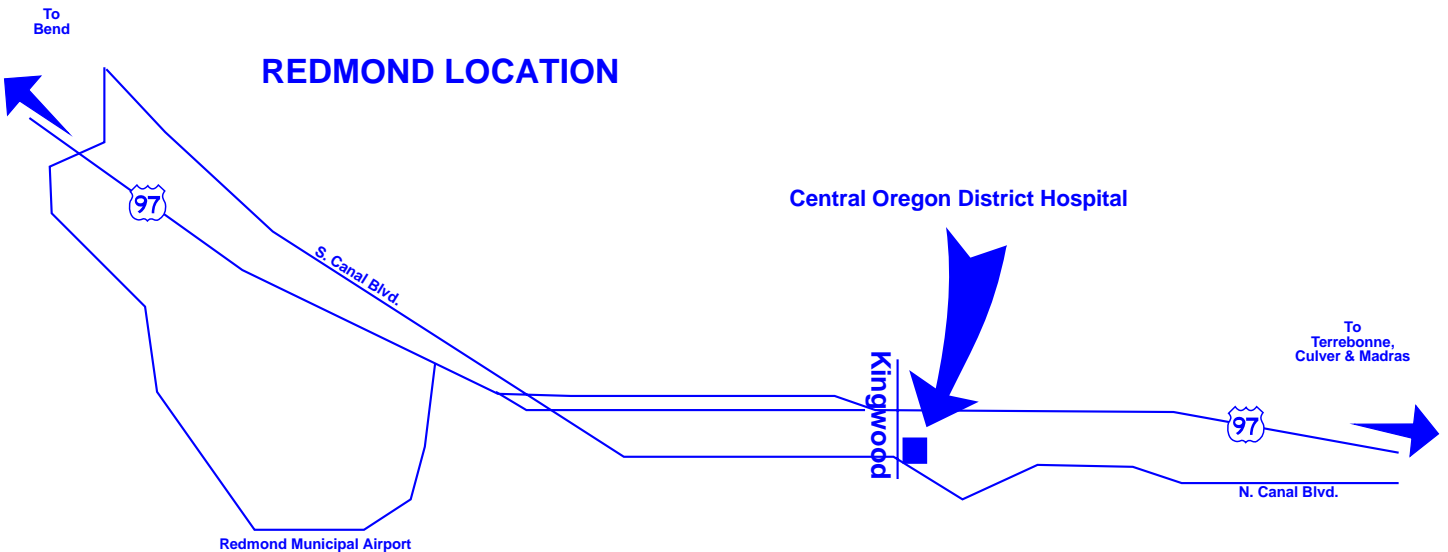 To
Bend
REDMOND LOCATION
97
Central Oregon District Hospital
S. Canal Blvd.
To
Terrebonne,
Culver & Madras
Kingwood
97
N. Canal Blvd.
Redmond Municipal Airport